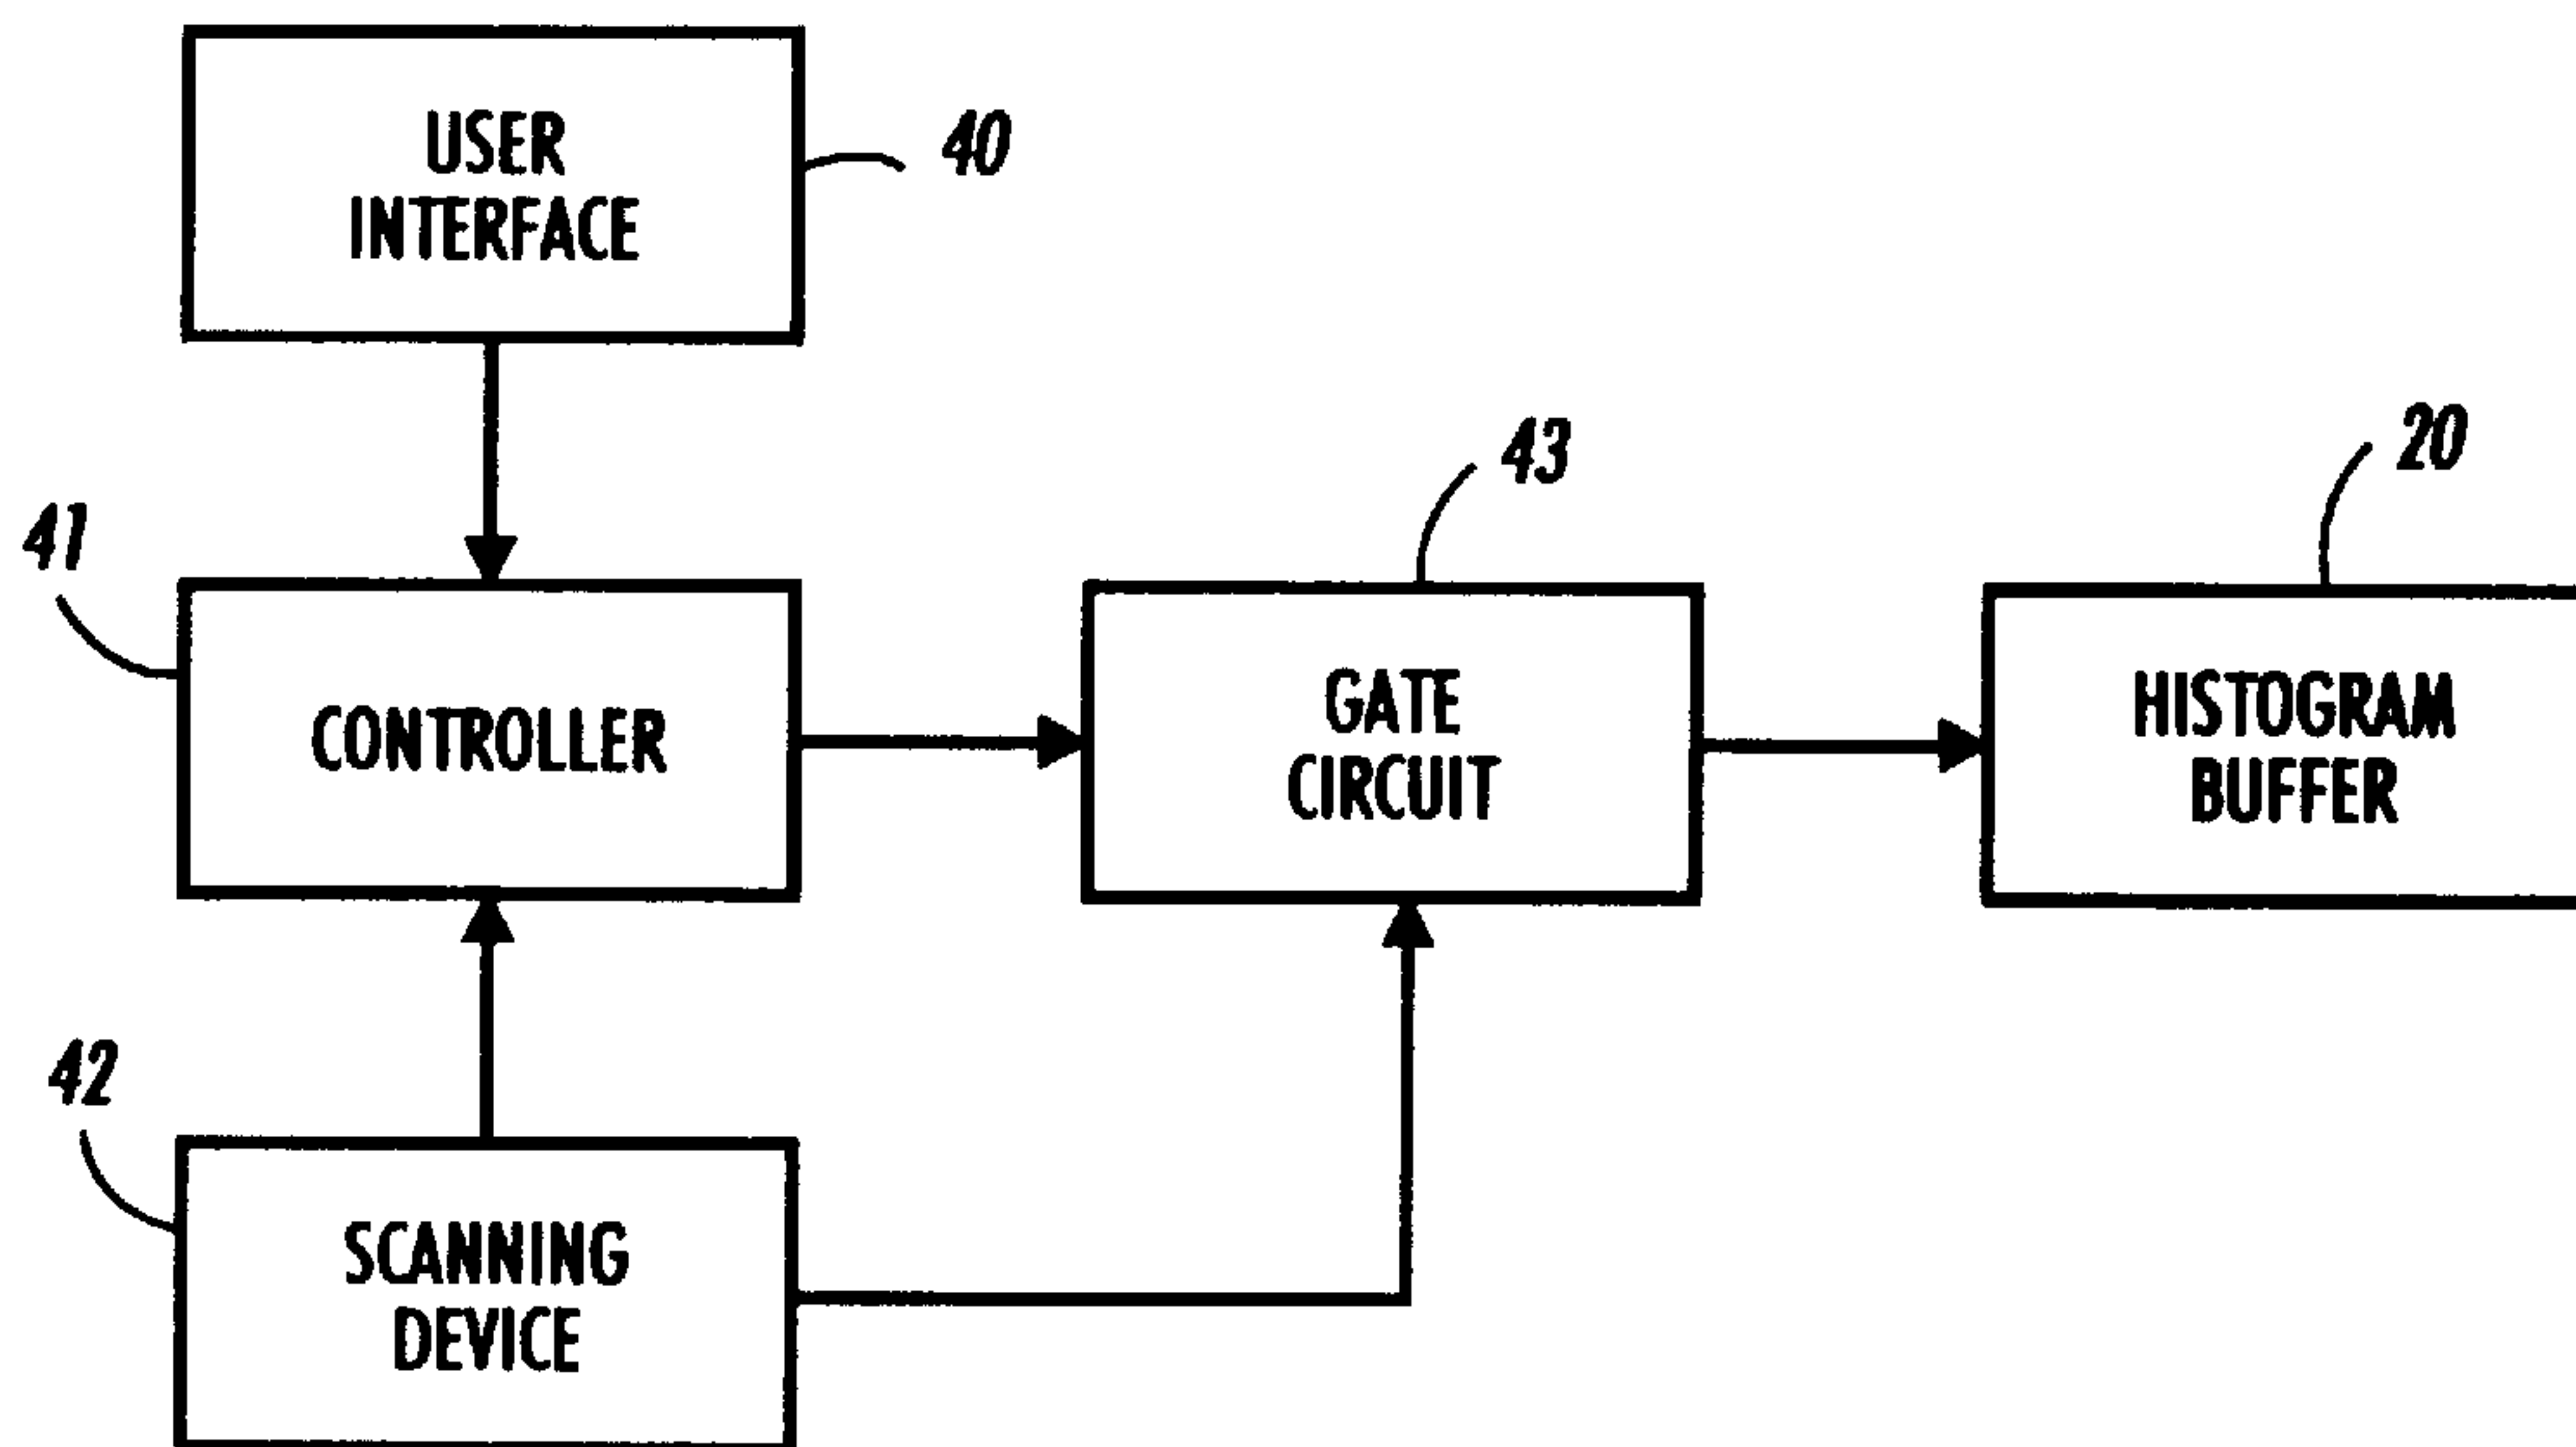 USER
INTERFACE
40
41
CONTROLLER
43
GATE
CIRCUIT
20
HISTOGRAM
BUFFER
42
SCANNING
DEVICE